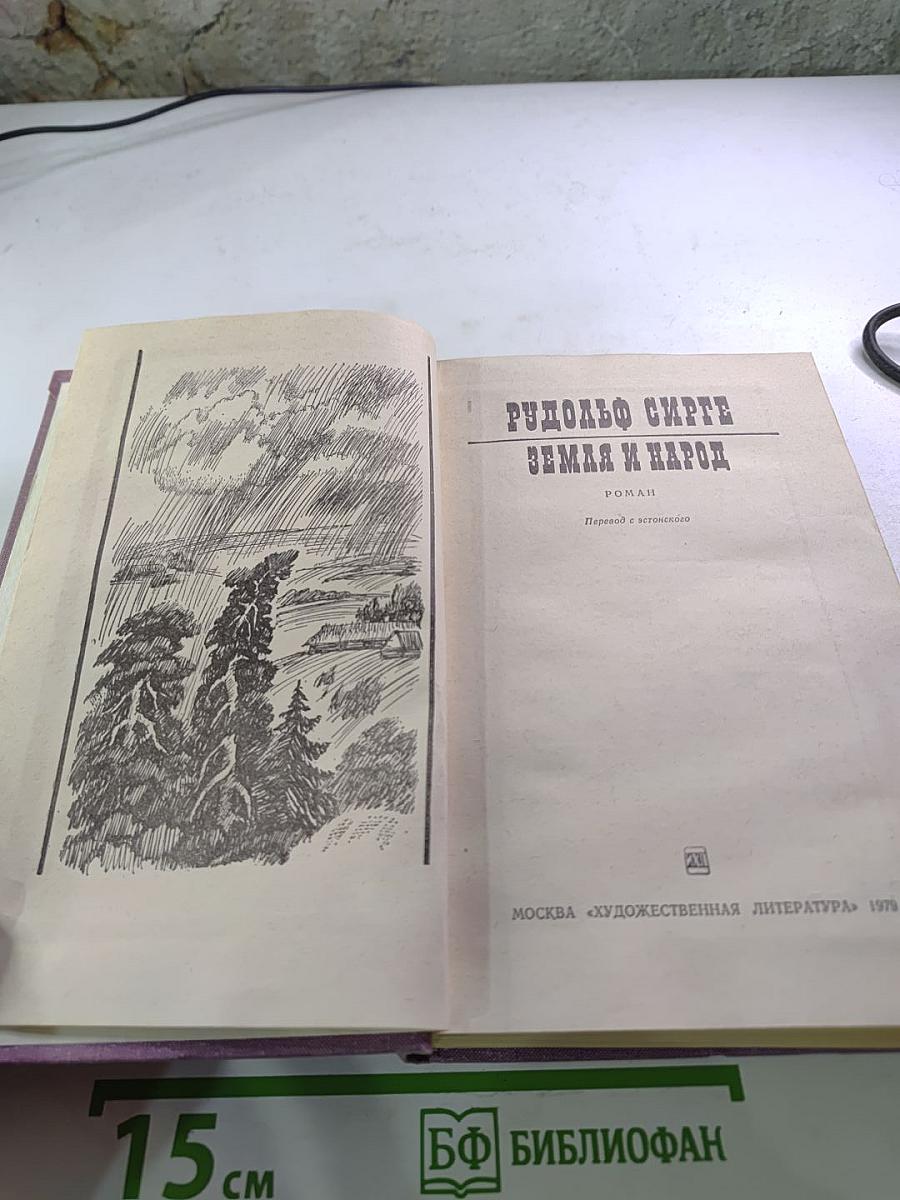 РУДОЛЬФ СИРГЕ
ЗЕМЛЯ И НАРОД
РОМАН
Перевод с эстонского
МОСКВА «ХУДОЖЕСТВЕННАЯ ЛИТЕРАТУРА» 1979
15 см
БФ БИБЛИОФАН